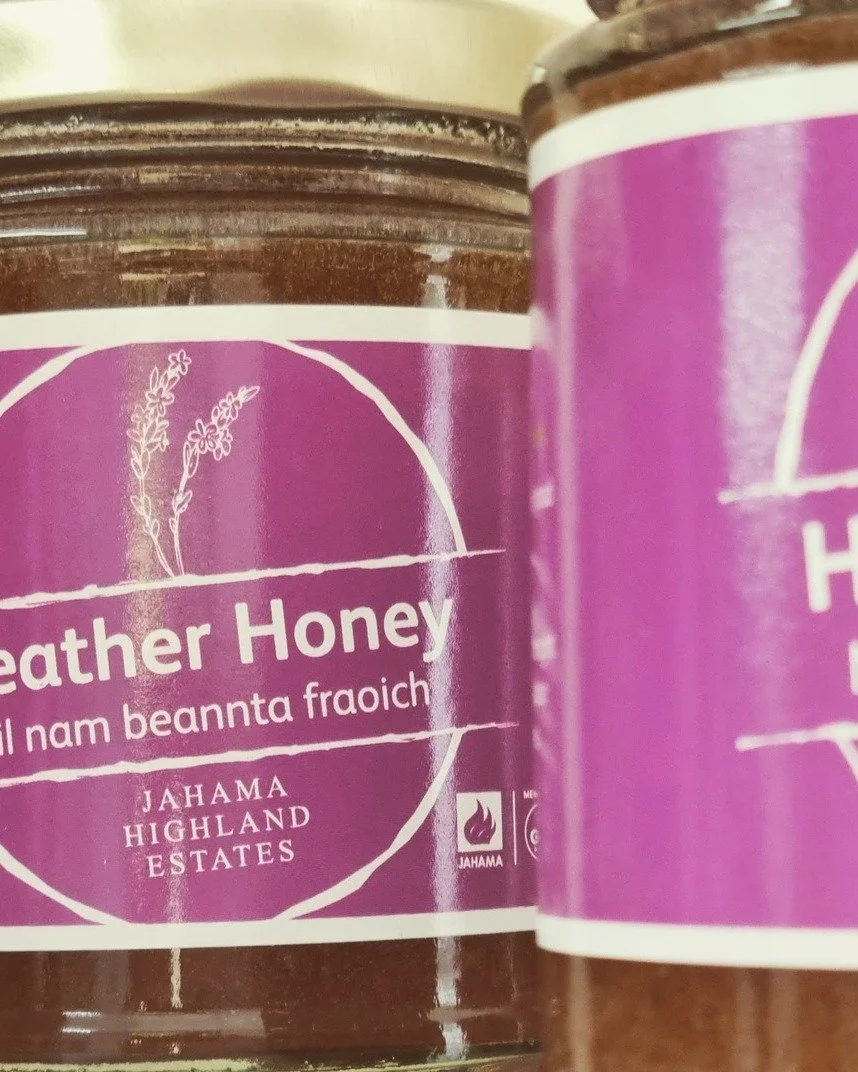 eather Honey
il nam beannta fraoich
JAHAMA
HIGHLAND
ESTATES
JAHAMA
H